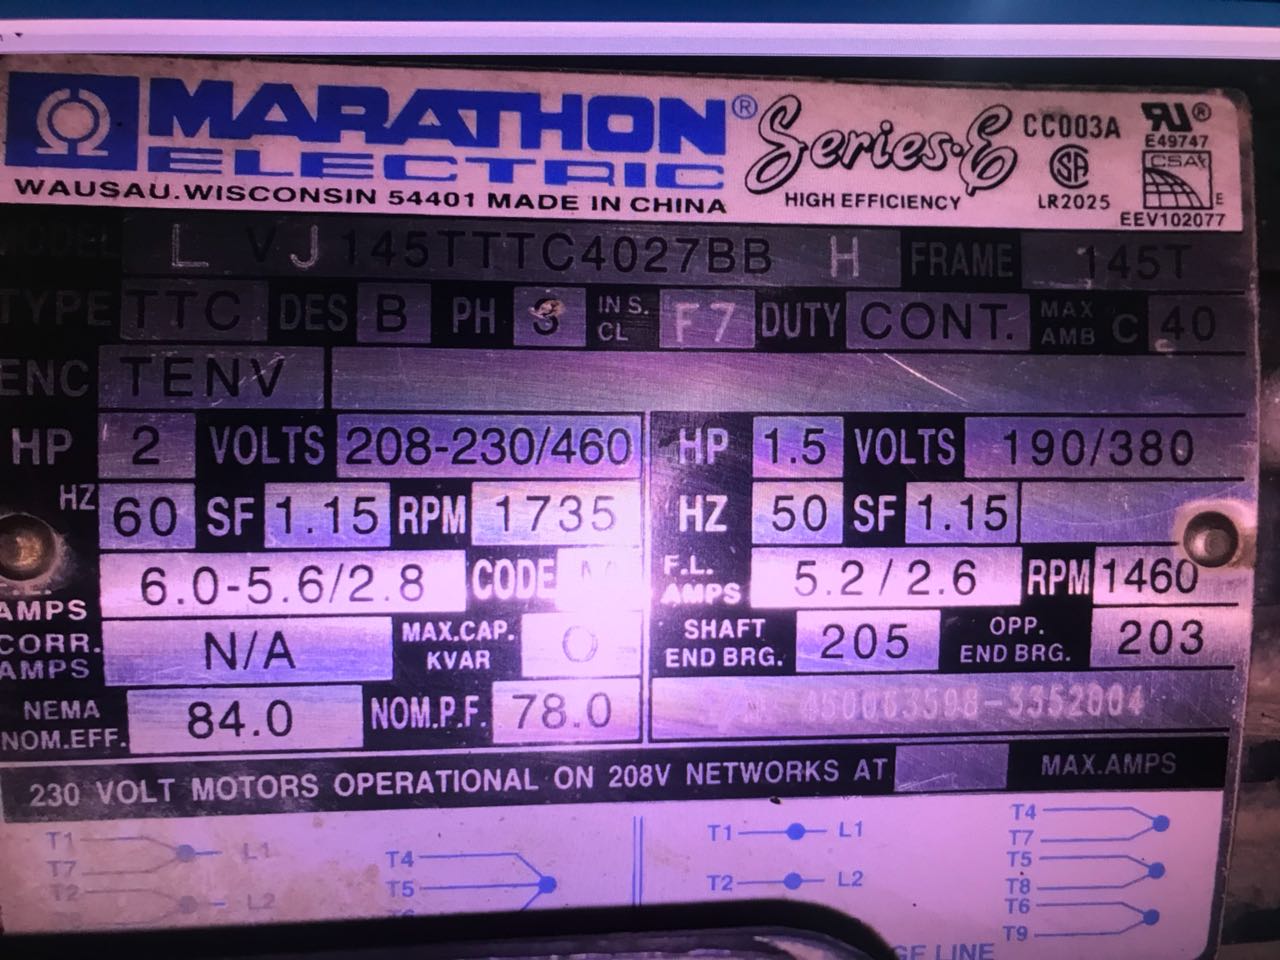 MARATHON®
ELECTRIC
WAUSAU.WISCONSIN 54401 MADE IN CHINA
Series·E
HIGH EFFICIENCY
CC003A
SA
LR2025
RU®
E49747
CSA
E
EEV102077
MODEL L VJ145TTTC4027BB H FRAME 145T
TYPE TTC DES B PH 3 INS. CL F7 DUTY CONT. MAX AMB C 40
ENC TENV
HP 2 VOLTS 208-230/460
HZ 60 SF 1.15 RPM 1735
AMPS 6.0-5.6/2.8 CODE
CORR. AMPS N/A MAX.CAP. KVAR 0
NEMA NOM.EFF. 84.0 NOM.P.F. 78.0
HP 1.5 VOLTS 190/380
HZ 50 SF 1.15
F.L. AMPS 5.2/2.6 RPM 1460
SHAFT END BRG. 205 OPP. END BRG. 203
230 VOLT MOTORS OPERATIONAL ON 208V NETWORKS AT MAX.AMPS
T1
L1
T7
T2
L2
T4
T5
T1 L1
T2 L2
T4
T7
T5
T8
T6
T9
LINE